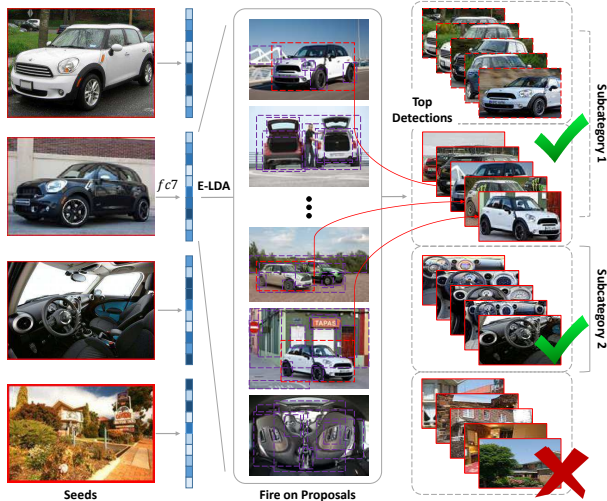 Top
Detections
Subcategory 1
fc7
E-LDA
Subcategory 2
TAPAS
Seeds
Fire on Proposals